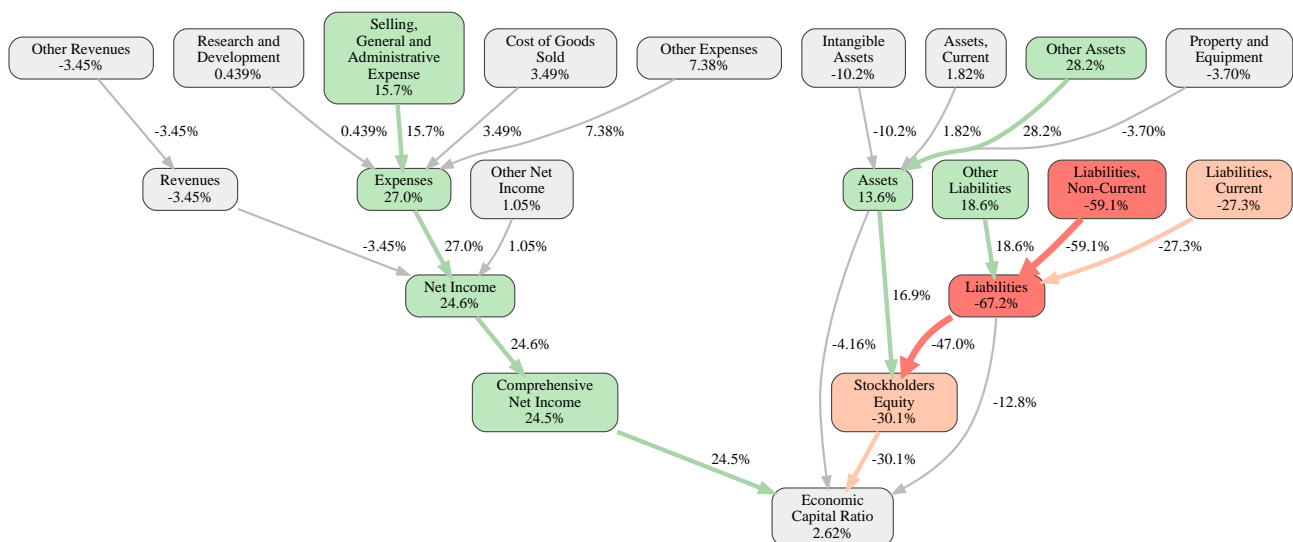 Other Revenues
-3.45%
Research and
Development
0.439%
Selling,
General and
Administrative
Expense
15.7%
Cost of Goods
Sold
3.49%
Other Expenses
7.38%
Intangible
Assets
-10.2%
Assets,
Current
1.82%
Other Assets
28.2%
Property and
Equipment
-3.70%
-3.45%
0.439%
15.7%
3.49%
7.38%
-10.2%
1.82%
28.2%
-3.70%
Revenues
-3.45%
Expenses
27.0%
Other Net
Income
1.05%
Assets
13.6%
Other
Liabilities
18.6%
Liabilities,
Non-Current
-59.1%
Liabilities,
Current
-27.3%
-3.45%
27.0%
1.05%
18.6%
-59.1%
-27.3%
Net Income
24.6%
16.9%
Liabilities
-67.2%
24.6%
-4.16%
-47.0%
Comprehensive
Net Income
24.5%
Stockholders
Equity
-30.1%
-12.8%
24.5%
-30.1%
Economic
Capital Ratio
2.62%